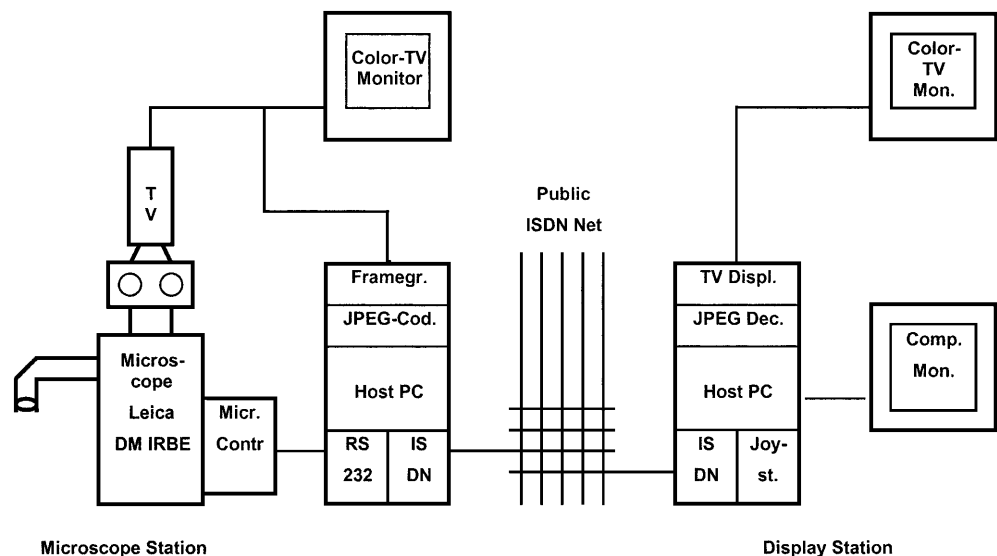 Color-TV
Monitor
Color-
TV
Mon.
T
V
Public
ISDN Net
Framegr.
JPEG-Cod.
Host PC
RS
232
IS
DN
TV Displ.
JPEG Dec.
Host PC
IS
DN
Joy-
st.
Comp.
Mon.
Micros-
cope
Leica
DM IRBE
Micr.
Contr
Microscope Station
Display Station